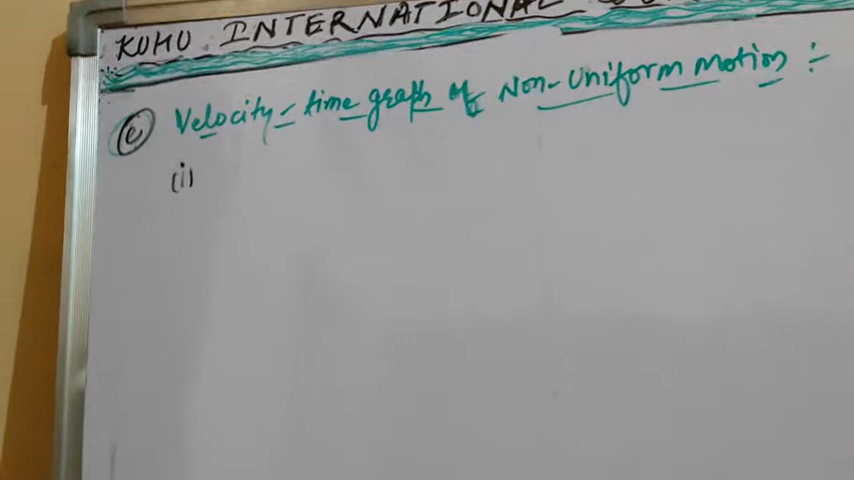 KUHU INTERNATIONAL
(c) Velocity - time graph of Non-Uniform motion :-
(i)